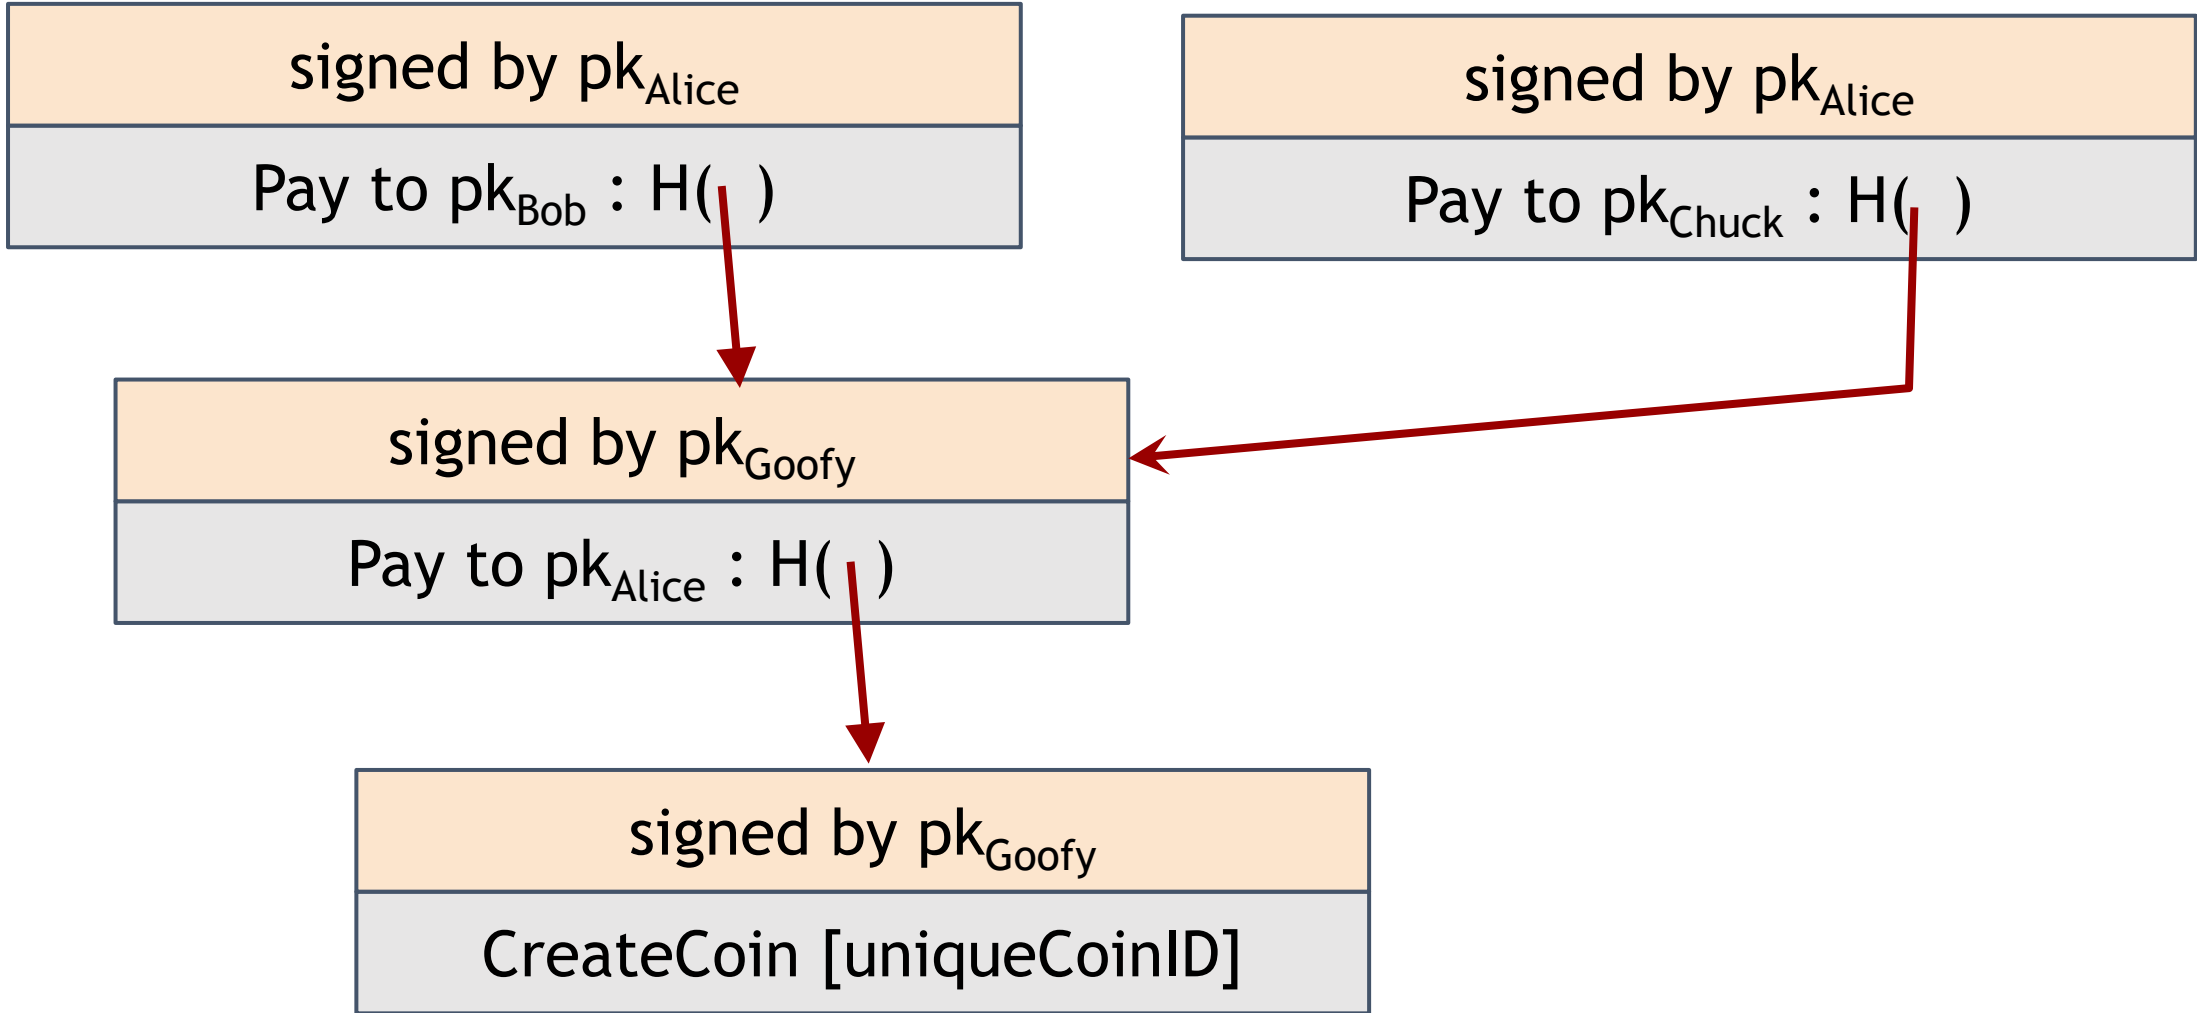 signed by pkAlice
Pay to pkBob : H( )
signed by pkAlice
Pay to pkChuck : H( )
signed by pkGoofy
Pay to pkAlice : H( )
signed by pkGoofy
CreateCoin [uniqueCoinID]